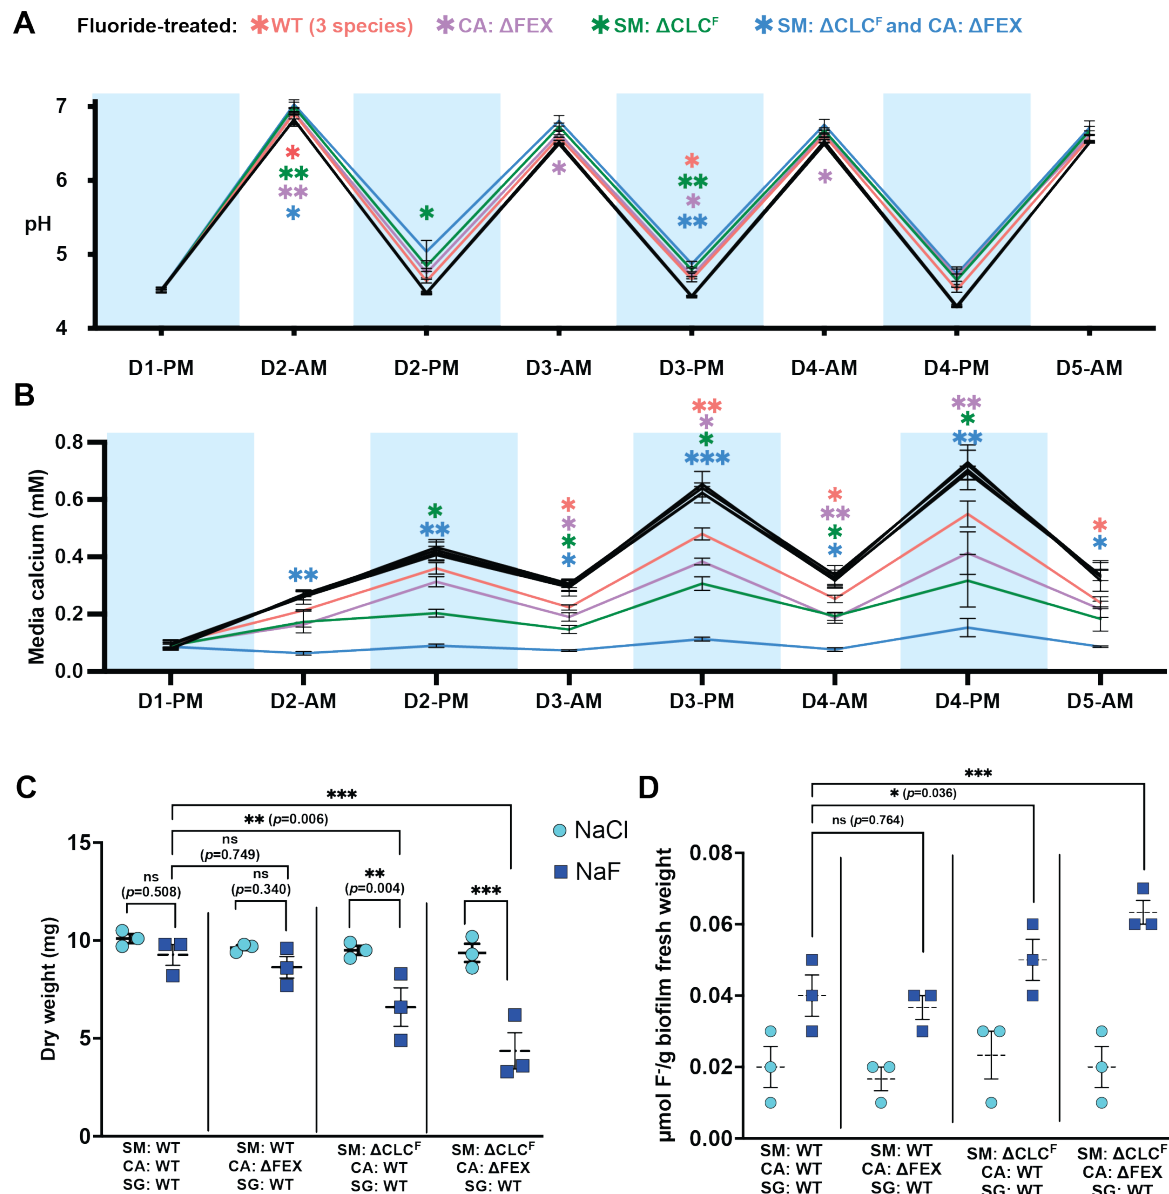 A
Fluoride-treated: *WT (3 species) *CA: ΔFEX *SM: ΔCLCᶠ *SM: ΔCLCᶠ and CA: ΔFEX
7
6
pH
5
4
*
**
**
*
*
*
*
**
*
**
*
D1-PM D2-AM D2-PM D3-AM D3-PM D4-AM D4-PM D5-AM
B
Media calcium (mM)
0.8
0.6
0.4
0.2
0.0
**
*
**
*
*
*
*
**
*
*
***
*
**
*
*
**
*
**
*
*
D1-PM D2-AM D2-PM D3-AM D3-PM D4-AM D4-PM D5-AM
C
Dry weight (mg)
15
10
5
0
***
** (p=0.006)
ns
(p=0.749)
ns
(p=0.508)
ns
(p=0.340)
**
(p=0.004)
***
NaCl
NaF
SM: WT
CA: WT
SG: WT
SM: WT
CA: ΔFEX
SG: WT
SM: ΔCLCᶠ
CA: WT
SG: WT
SM: ΔCLCᶠ
CA: ΔFEX
SG: WT
D
µmol F⁻/g biofilm fresh weight
0.08
0.06
0.04
0.02
0.00
***
* (p=0.036)
ns (p=0.764)
SM: WT
CA: WT
SG: WT
SM: WT
CA: ΔFEX
SG: WT
SM: ΔCLCᶠ
CA: WT
SG: WT
SM: ΔCLCᶠ
CA: ΔFEX
SG: WT